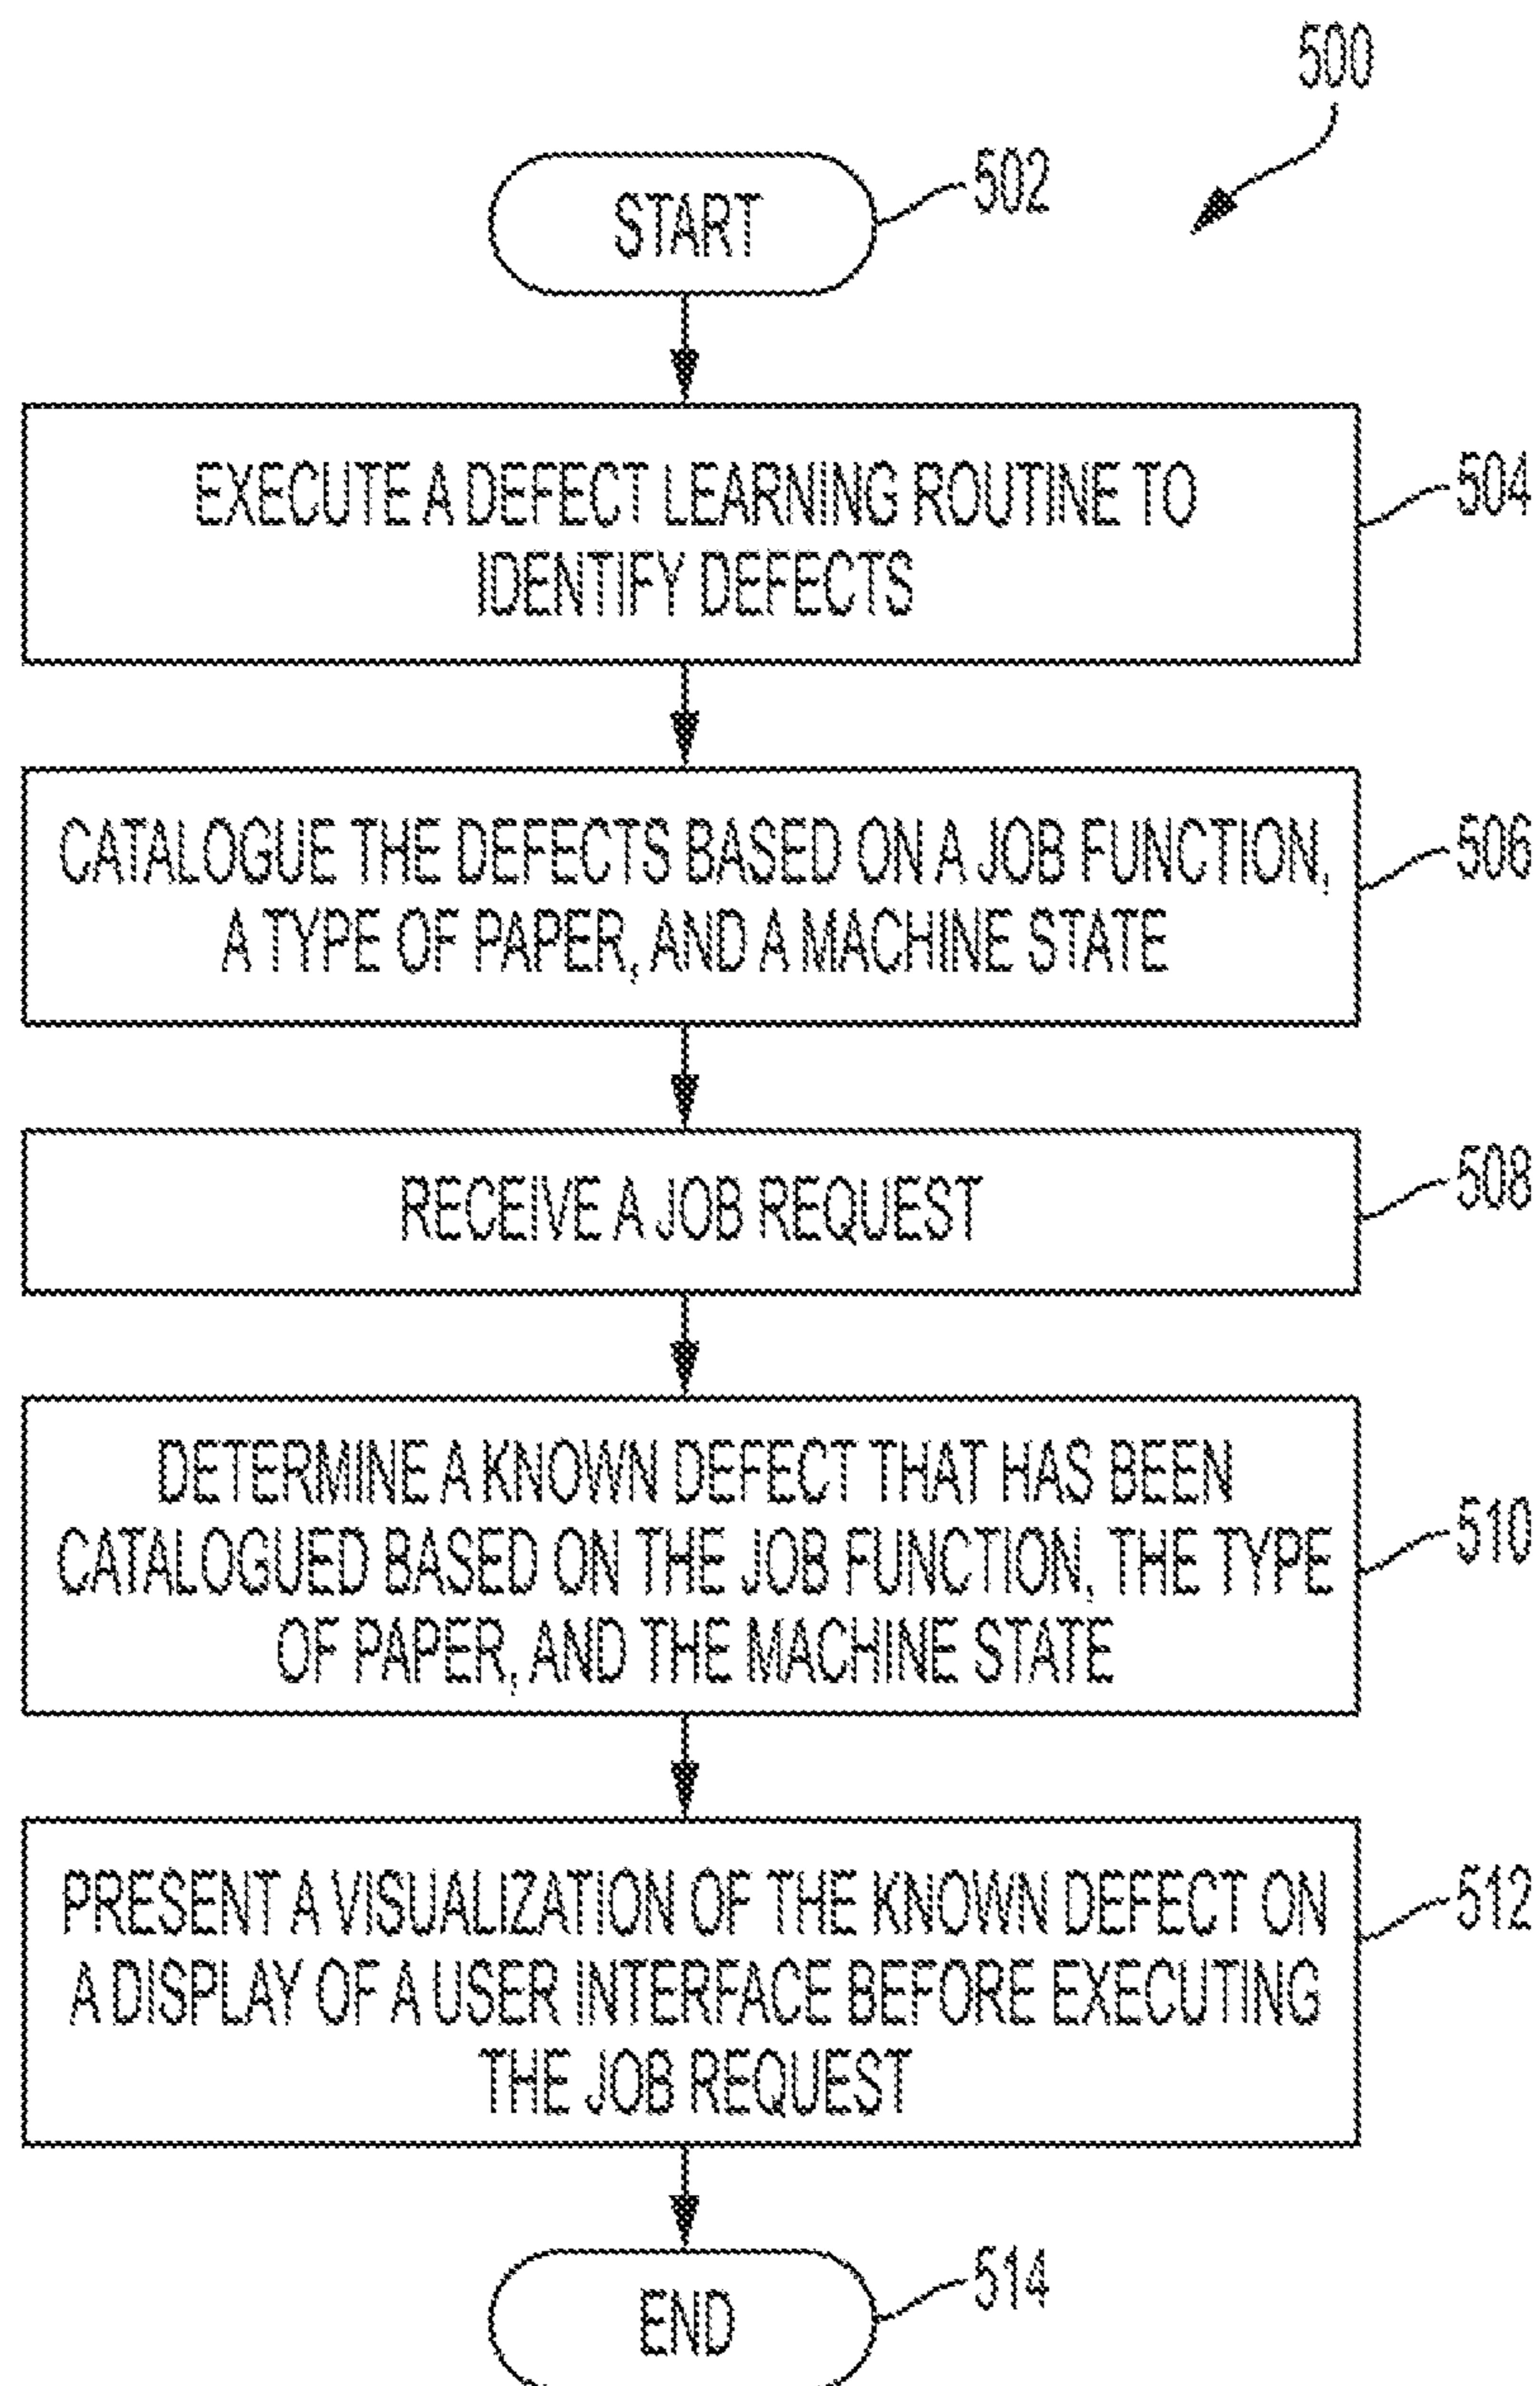 500
START
502
EXECUTE A DEFECT LEARNING ROUTINE TO
IDENTIFY DEFECTS
504
CATALOGUE THE DEFECTS BASED ON A JOB FUNCTION,
A TYPE OF PAPER, AND A MACHINE STATE
506
RECEIVE A JOB REQUEST
508
DETERMINE A KNOWN DEFECT THAT HAS BEEN
CATALOGUED BASED ON THE JOB FUNCTION, THE TYPE
OF PAPER, AND THE MACHINE STATE
510
PRESENT A VISUALIZATION OF THE KNOWN DEFECT ON
A DISPLAY OF A USER INTERFACE BEFORE EXECUTING
THE JOB REQUEST
512
END
514